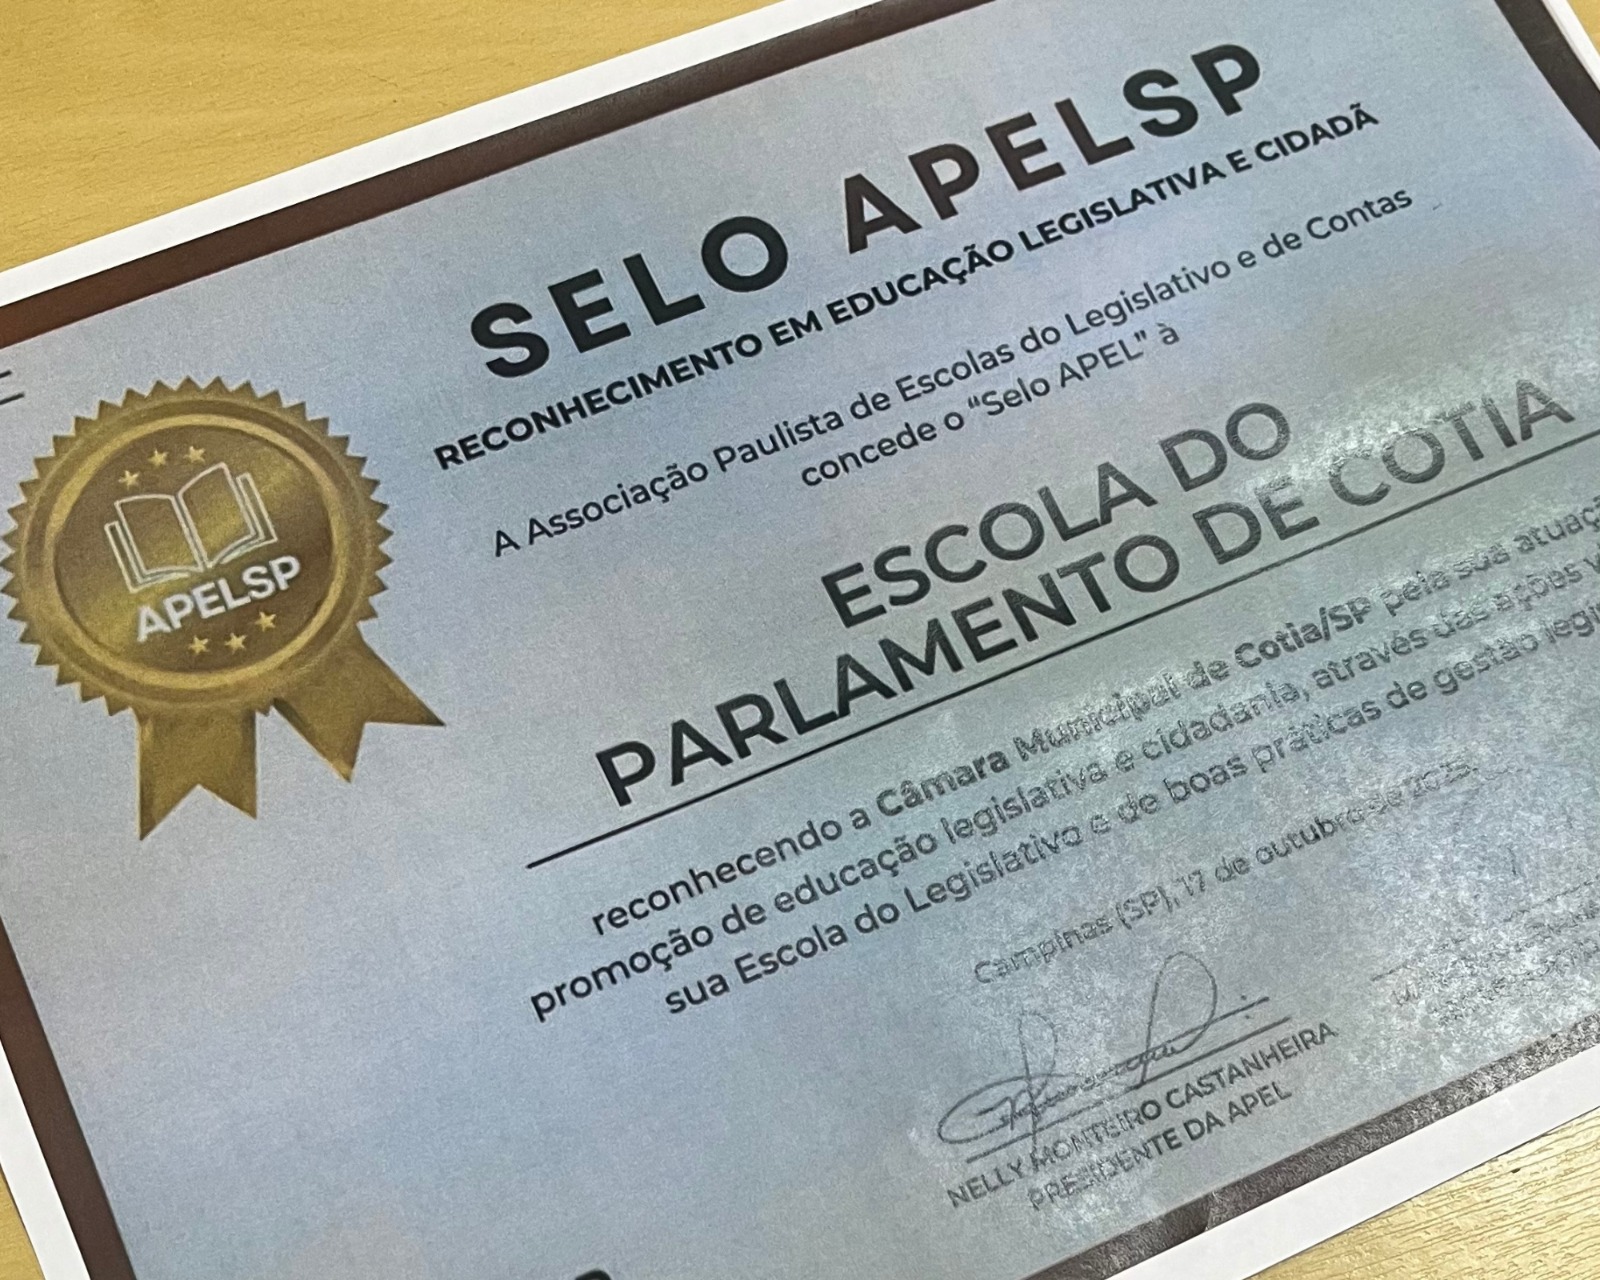 SELO APELSP
RECONHECIMENTO EM EDUCAÇÃO LEGISLATIVA E CIDADÃ
A Associação Paulista de Escolas do Legislativo e de Contas
concede o “Selo APEL” à
APELSP
ESCOLA DO
PARLAMENTO DE COTIA
reconhecendo a Câmara Municipal de Cotia/SP pela sua
promoção de educação legislativa e cidadania, através das ações
sua Escola do Legislativo e de boas práticas de gestão
Campinas (SP), 17 de outubro de 2025.
NELLY MONTEIRO CASTANHEIRA
PRESIDENTE DA APEL